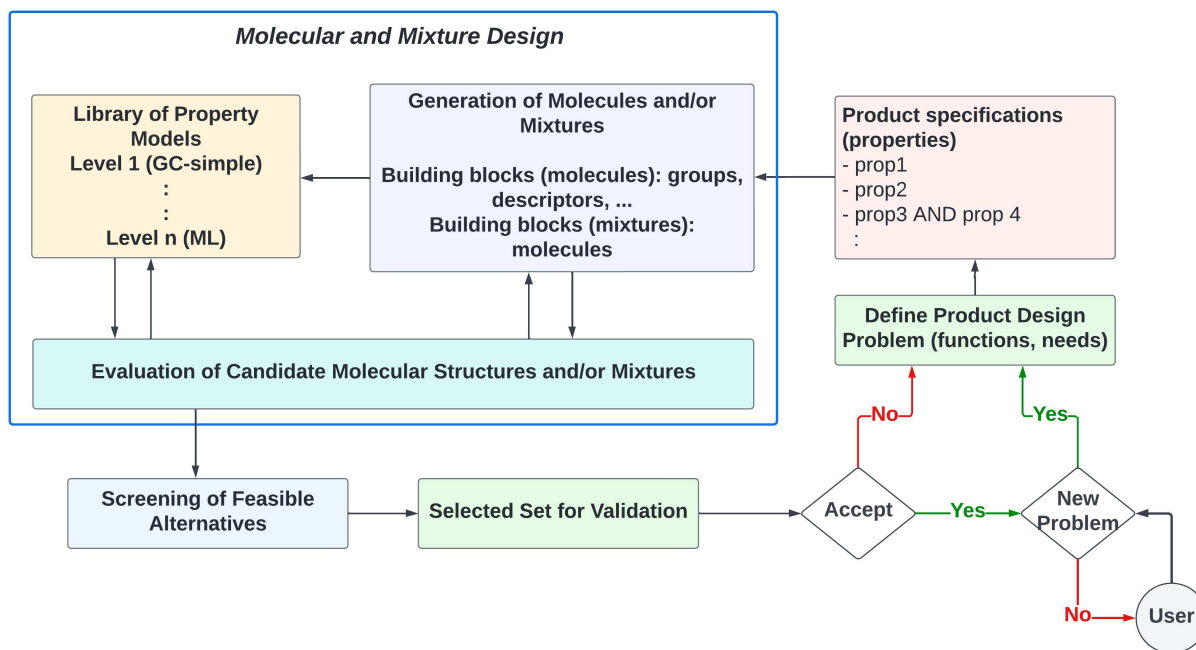 Molecular and Mixture Design
Library of Property
Models
Level 1 (GC-simple)
:
:
Level n (ML)
Generation of Molecules and/or
Mixtures
Building blocks (molecules): groups,
descriptors, ...
Building blocks (mixtures):
molecules
Product specifications
(properties)
- prop1
- prop2
- prop3 AND prop 4
:
Define Product Design
Problem (functions, needs)
Evaluation of Candidate Molecular Structures and/or Mixtures
No
Yes
Screening of Feasible
Alternatives
Selected Set for Validation
Accept
Yes
New
Problem
No
User